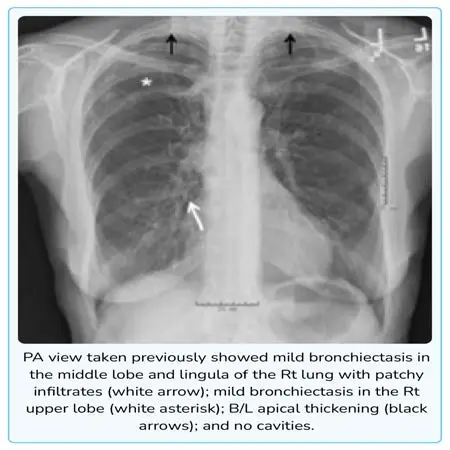 PA view taken previously showed mild bronchiectasis in
the middle lobe and lingula of the Rt lung with patchy
infiltrates (white arrow); mild bronchiectasis in the Rt
upper lobe (white asterisk); B/L apical thickening (black
arrows); and no cavities.